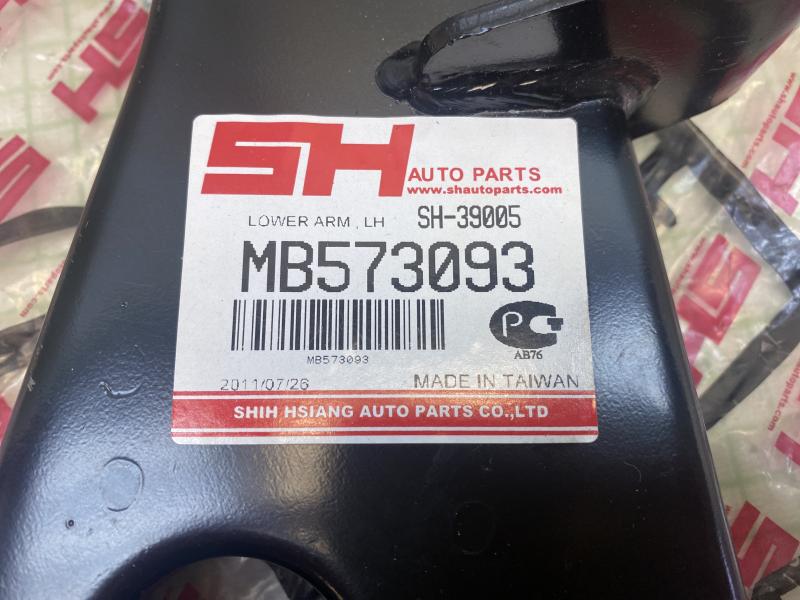 SH AUTO PARTS
www.shautoparts.com
LOWER ARM , LH SH-39005
MB573093
MB573093
PCT
AB76
2011/07/26 MADE IN TAIWAN
SHIH HSIANG AUTO PARTS CO.,LTD